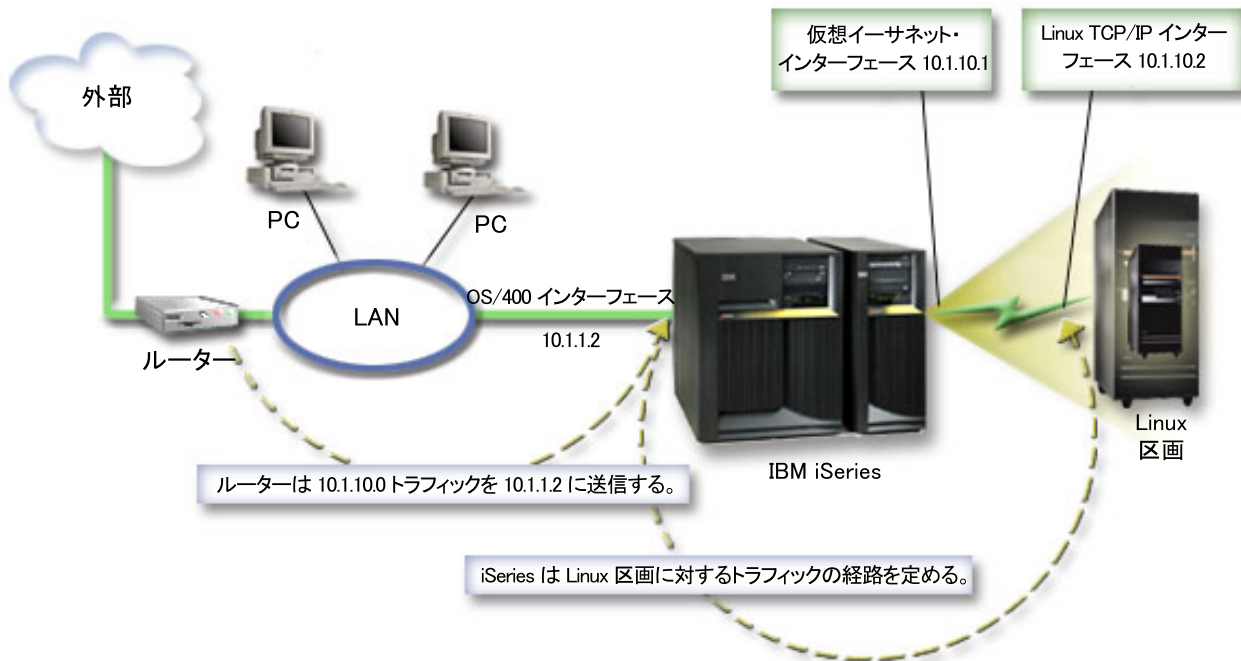 仮想イーサネット・
インターフェース 10.1.10.1
Linux TCP/IP インター
フェース 10.1.10.2
外部
PC
PC
OS/400 インターフェース
LAN
10.1.1.2
ルーター
Linux
区画
IBM iSeries
ルーターは 10.1.10.0 トラフィックを 10.1.1.2 に送信する。
iSeries は Linux 区画に対するトラフィックの経路を定める。